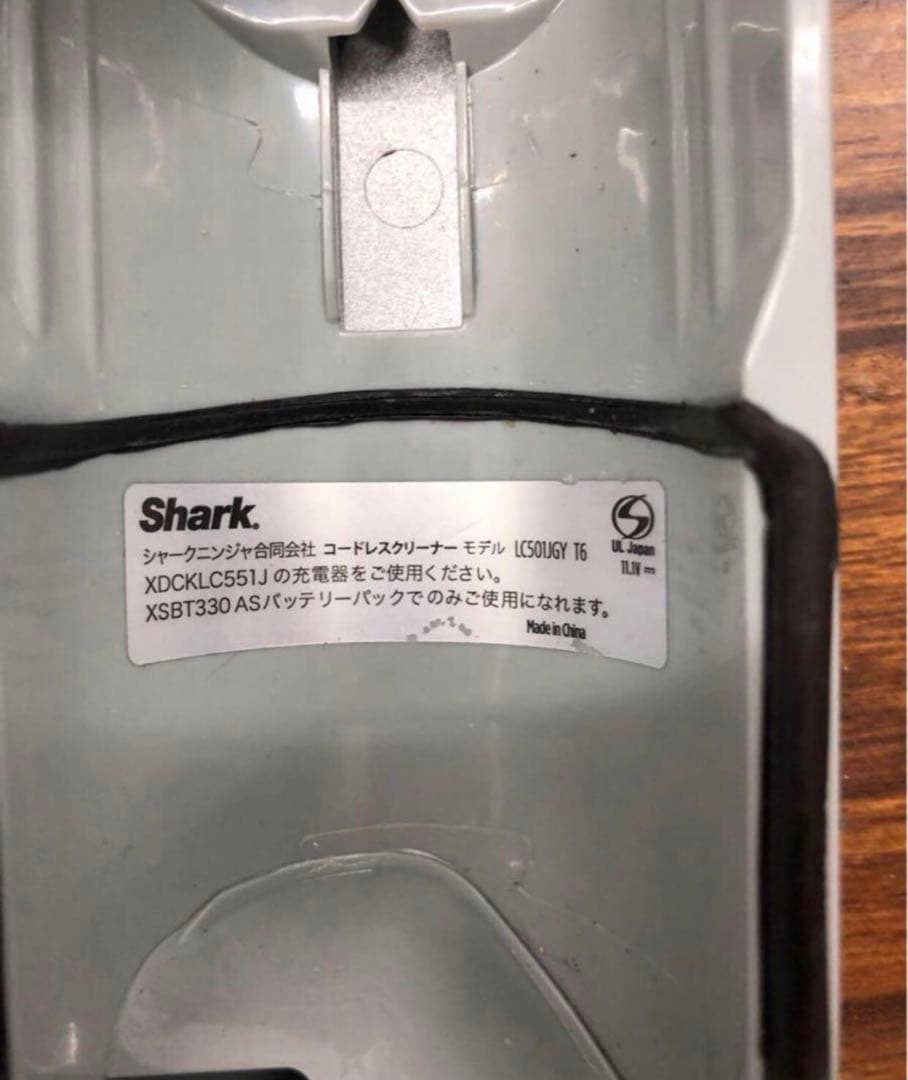 Shark.
シャークニンジャ合同会社 コードレスクリーナー モデル LC501JGY T6
UL Japan
XDCKLC551J の充電器をご使用ください。
11.1V
XSBT330 ASバッテリーパックでのみご使用になれます。
Made in China